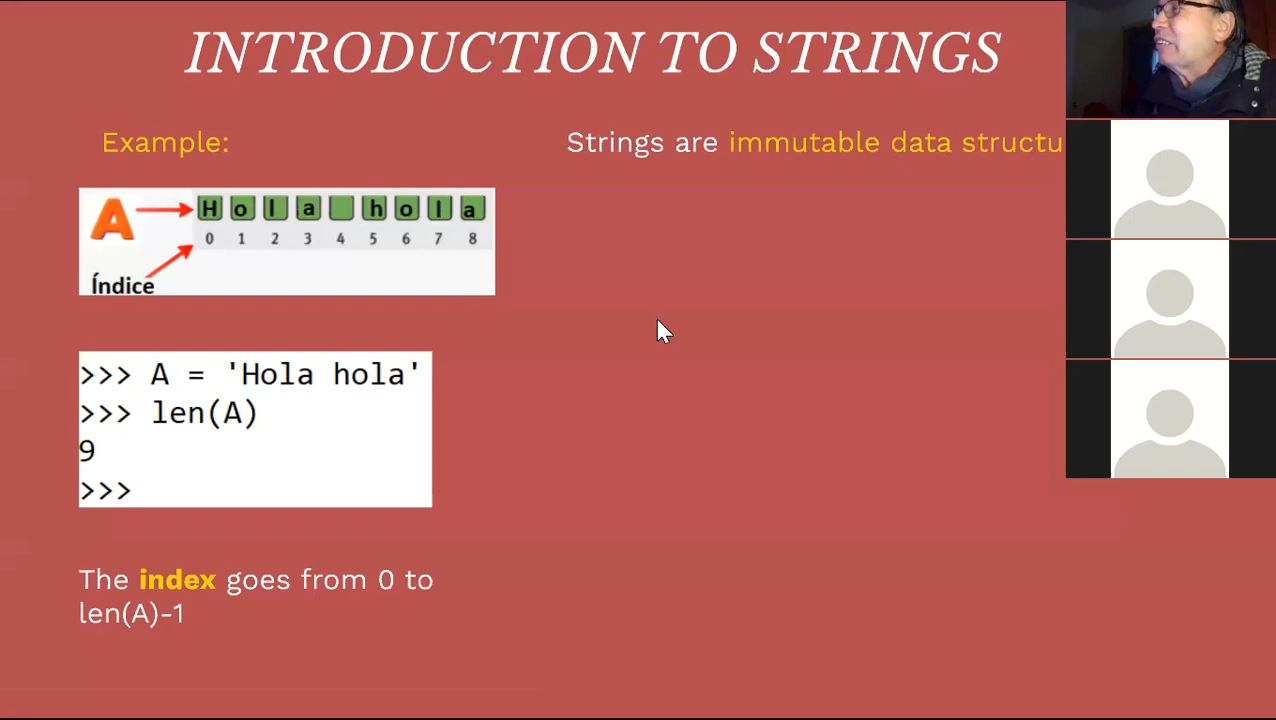 INTRODUCTION TO STRINGS
Example:
A
H o l a h o l a
0 1 2 3 4 5 6 7 8
Índice
>>> A = 'Hola hola'
>>> len(A)
9
>>>
The index goes from 0 to
len(A)-1
Strings are immutable data structu